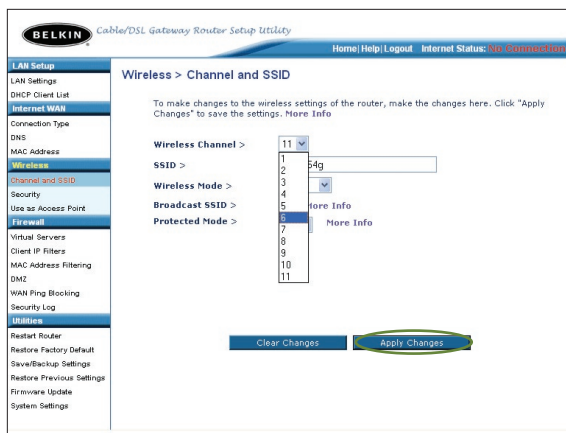 BELKIN Cable/DSL Gateway Router Setup Utility
Home|Help|Logout Internet Status: No Connection
LAN Setup
LAN Settings
DHCP Client List
Internet WAN
Connection Type
DNS
MAC Address
Wireless
Channel and SSID
Security
Use as Access Point
Firewall
Virtual Servers
Client IP Filters
MAC Address Filtering
DMZ
WAN Ping Blocking
Security Log
Utilities
Restart Router
Restore Factory Default
Save/Backup Settings
Restore Previous Settings
Firmware Update
System Settings
Wireless > Channel and SSID
To make changes to the wireless settings of the router, make the changes here. Click "Apply
Changes" to save the settings. More Info
Wireless Channel > 11
SSID > 54g
Wireless Mode >
Broadcast SSID > More Info
Protected Mode > More Info
1
2
3
4
5
6
7
8
9
10
11
Clear Changes Apply Changes